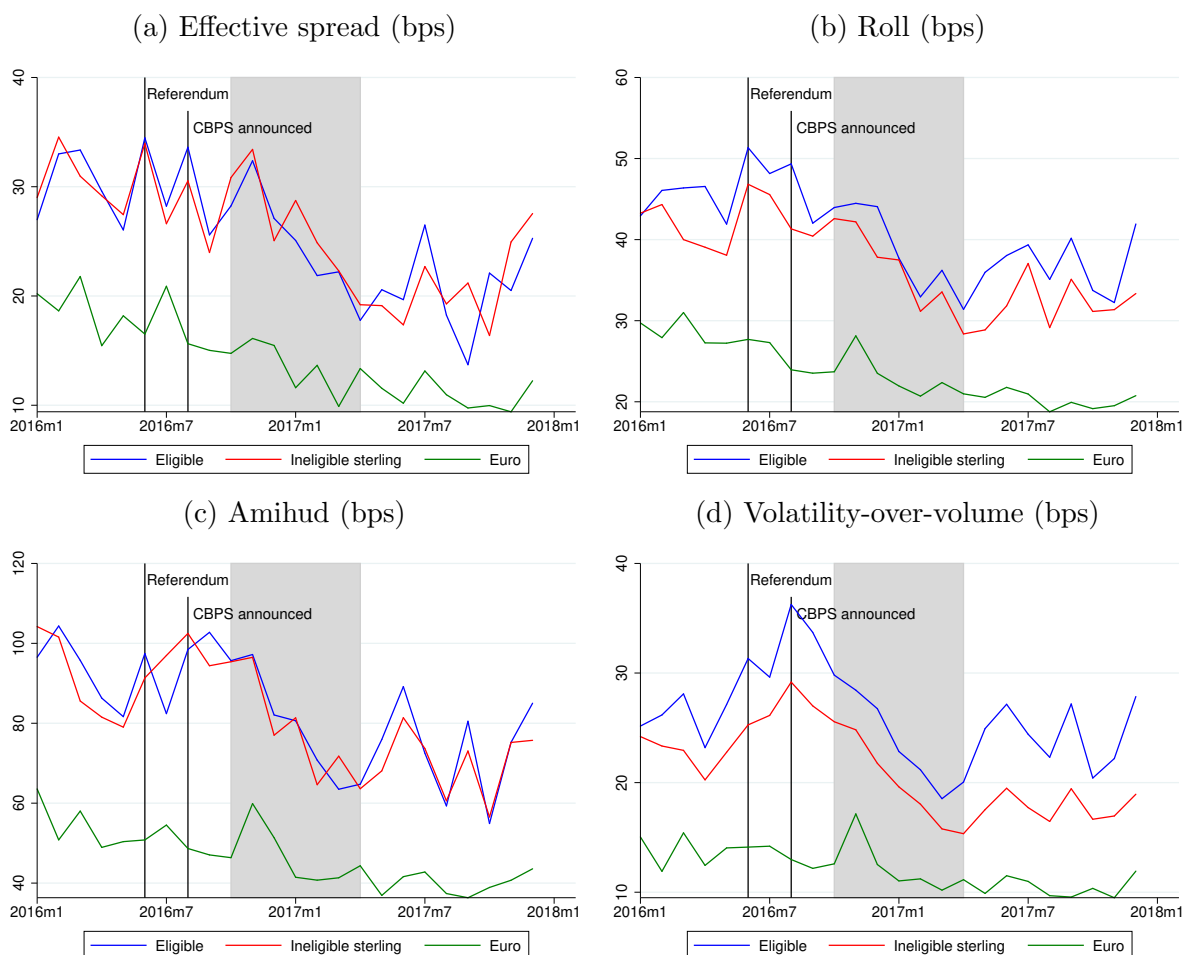 (a) Effective spread (bps)
40
30
20
10
Referendum
CBPS announced
2016m1 2016m7 2017m1 2017m7 2018m1
Eligible Ineligible sterling Euro
(b) Roll (bps)
60
50
40
30
20
Referendum
CBPS announced
2016m1 2016m7 2017m1 2017m7 2018m1
Eligible Ineligible sterling Euro
(c) Amihud (bps)
120
100
80
60
40
Referendum
CBPS announced
2016m1 2016m7 2017m1 2017m7 2018m1
Eligible Ineligible sterling Euro
(d) Volatility-over-volume (bps)
40
30
20
10
Referendum
CBPS announced
2016m1 2016m7 2017m1 2017m7 2018m1
Eligible Ineligible sterling Euro